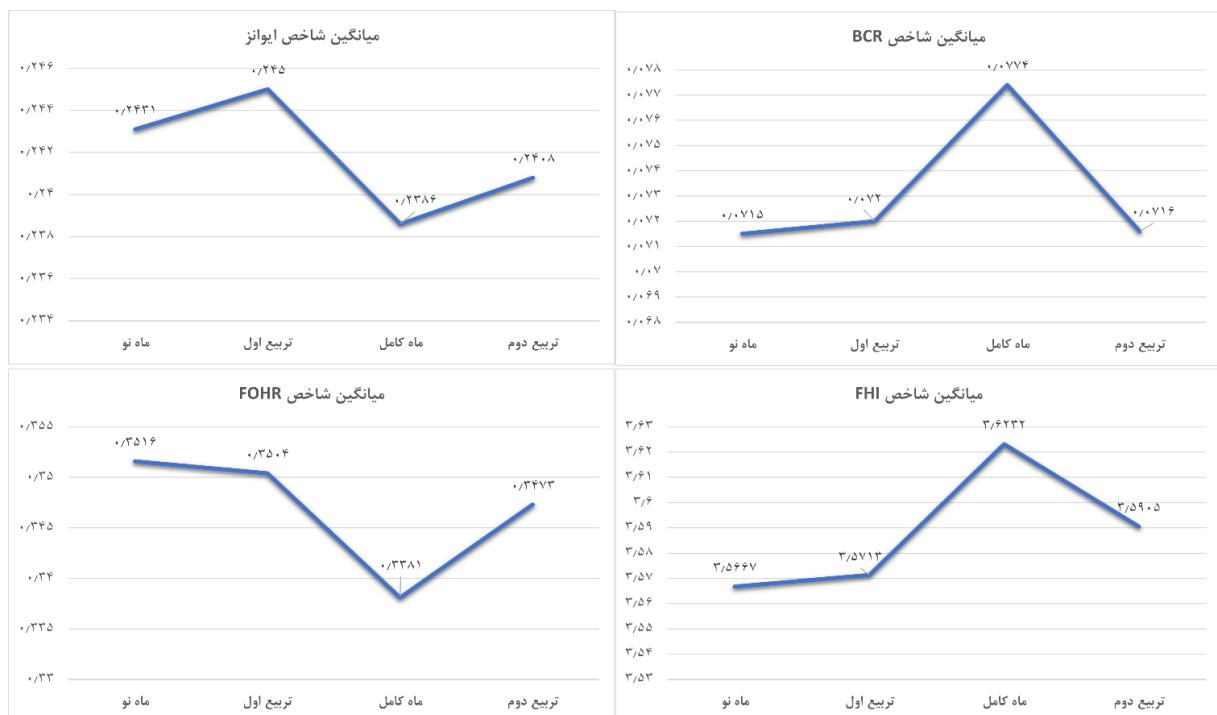 میانگین شاخص ایوانز
۰/۲۴۶
۰/۲۴۴
۰/۲۴۲
۰/۲۴
۰/۲۳۸
۰/۲۳۶
۰/۲۳۴
۰/۲۴۳۱
۰/۲۴۵
۰/۲۳۸۶
۰/۲۴۰۸
ماه نو
تربیع اول
ماه کامل
تربیع دوم
میانگین شاخص BCR
۰/۰۷۸
۰/۰۷۷
۰/۰۷۶
۰/۰۷۵
۰/۰۷۴
۰/۰۷۳
۰/۰۷۲
۰/۰۷۱
۰/۰۷
۰/۰۶۹
۰/۰۶۸
۰/۰۷۱۵
۰/۰۷۲
۰/۰۷۷۴
۰/۰۷۱۶
ماه نو
تربیع اول
ماه کامل
تربیع دوم
میانگین شاخص FOHR
۰/۳۵۵
۰/۳۵
۰/۳۴۵
۰/۳۴
۰/۳۳۵
۰/۳۳
۰/۳۵۱۶
۰/۳۵۰۴
۰/۳۳۸۱
۰/۳۴۷۳
ماه نو
تربیع اول
ماه کامل
تربیع دوم
میانگین شاخص FHI
۳/۶۳
۳/۶۲
۳/۶۱
۳/۶
۳/۵۹
۳/۵۸
۳/۵۷
۳/۵۶
۳/۵۵
۳/۵۴
۳/۵۳
۳/۵۶۶۷
۳/۵۷۱۳
۳/۶۲۳۲
۳/۵۹۰۵
ماه نو
تربیع اول
ماه کامل
تربیع دوم